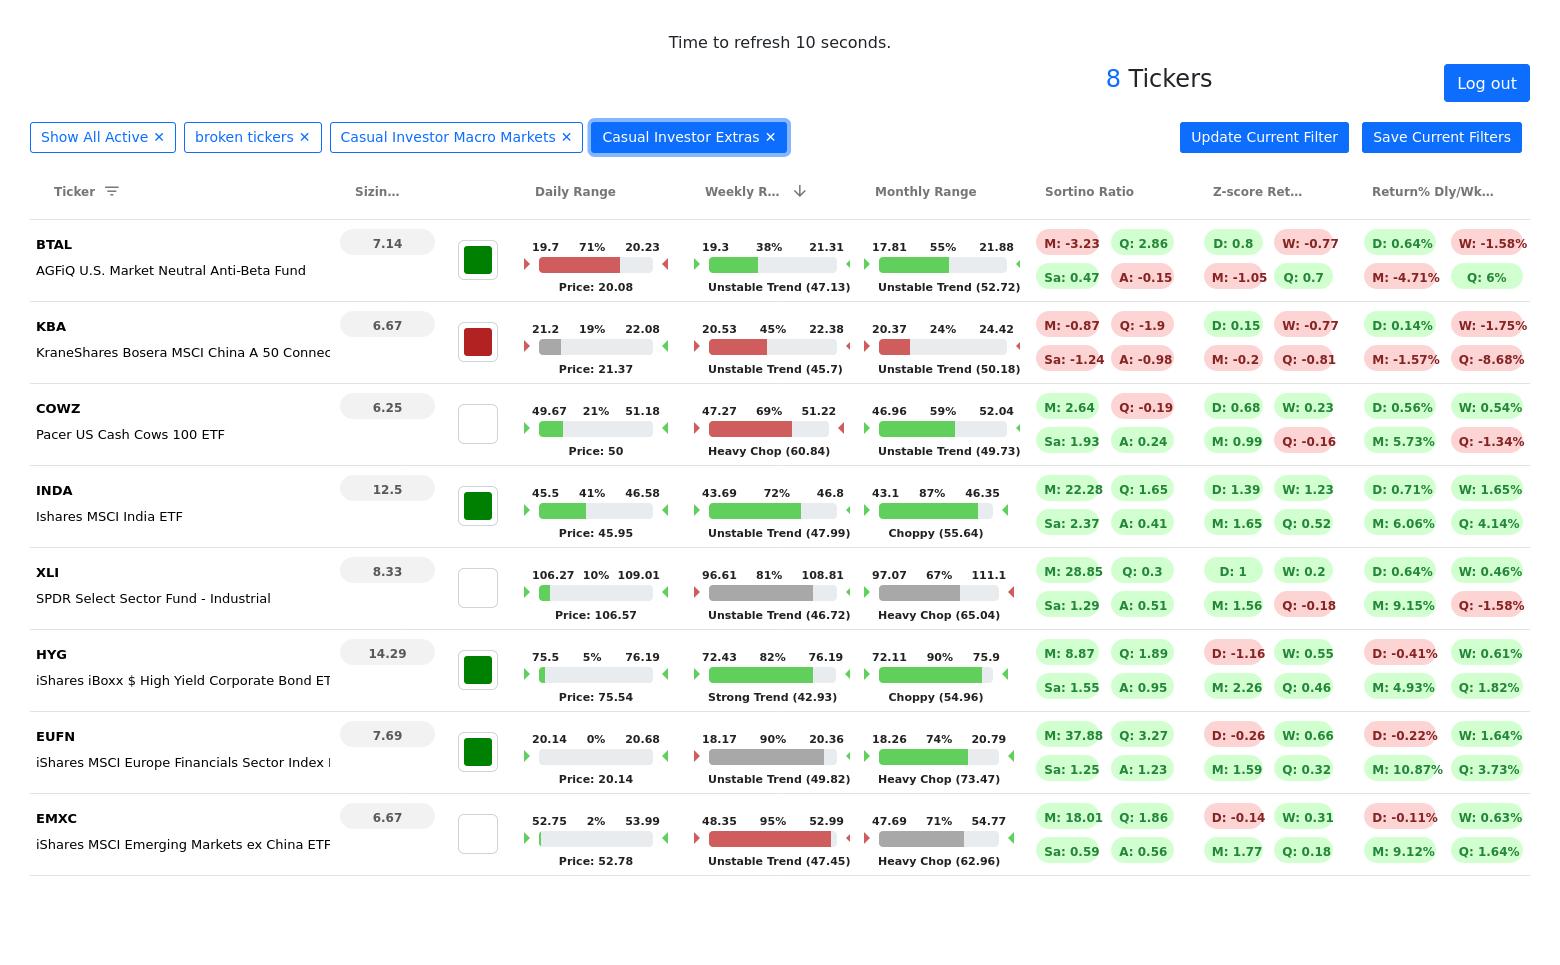 Time to refresh 10 seconds.
8 Tickers
Log out
Show All Active ✕ broken tickers ✕ Casual Investor Macro Markets ✕ Casual Investor Extras ✕ Update Current Filter Save Current Filters
Ticker Sizin... Daily Range Weekly R... Monthly Range Sortino Ratio Z-score Ret... Return% Dly/Wk...
BTAL 7.14 19.7 71% 20.23 19.3 38% 21.31 17.81 55% 21.88 M: -3.23 Q: 2.86 D: 0.8 W: -0.77 D: 0.64% W: -1.58%
AGFiQ U.S. Market Neutral Anti-Beta Fund Price: 20.08 Unstable Trend (47.13) Unstable Trend (52.72) Sa: 0.47 A: -0.15 M: -1.05 Q: 0.7 M: -4.71% Q: 6%
KBA 6.67 21.2 19% 22.08 20.53 45% 22.38 20.37 24% 24.42 M: -0.87 Q: -1.9 D: 0.15 W: -0.77 D: 0.14% W: -1.75%
KraneShares Bosera MSCI China A 50 Connec Price: 21.37 Unstable Trend (45.7) Unstable Trend (50.18) Sa: -1.24 A: -0.98 M: -0.2 Q: -0.81 M: -1.57% Q: -8.68%
COWZ 6.25 49.67 21% 51.18 47.27 69% 51.22 46.96 59% 52.04 M: 2.64 Q: -0.19 D: 0.68 W: 0.23 D: 0.56% W: 0.54%
Pacer US Cash Cows 100 ETF Price: 50 Heavy Chop (60.84) Unstable Trend (49.73) Sa: 1.93 A: 0.24 M: 0.99 Q: -0.16 M: 5.73% Q: -1.34%
INDA 12.5 45.5 41% 46.58 43.69 72% 46.8 43.1 87% 46.35 M: 22.28 Q: 1.65 D: 1.39 W: 1.23 D: 0.71% W: 1.65%
Ishares MSCI India ETF Price: 45.95 Unstable Trend (47.99) Choppy (55.64) Sa: 2.37 A: 0.41 M: 1.65 Q: 0.52 M: 6.06% Q: 4.14%
XLI 8.33 106.27 10% 109.01 96.61 81% 108.81 97.07 67% 111.1 M: 28.85 Q: 0.3 D: 1 W: 0.2 D: 0.64% W: 0.46%
SPDR Select Sector Fund - Industrial Price: 106.57 Unstable Trend (46.72) Heavy Chop (65.04) Sa: 1.29 A: 0.51 M: 1.56 Q: -0.18 M: 9.15% Q: -1.58%
HYG 14.29 75.5 5% 76.19 72.43 82% 76.19 72.11 90% 75.9 M: 8.87 Q: 1.89 D: -1.16 W: 0.55 D: -0.41% W: 0.61%
iShares iBoxx $ High Yield Corporate Bond ET Price: 75.54 Strong Trend (42.93) Choppy (54.96) Sa: 1.55 A: 0.95 M: 2.26 Q: 0.46 M: 4.93% Q: 1.82%
EUFN 7.69 20.14 0% 20.68 18.17 90% 20.36 18.26 74% 20.79 M: 37.88 Q: 3.27 D: -0.26 W: 0.66 D: -0.22% W: 1.64%
iShares MSCI Europe Financials Sector Index Price: 20.14 Unstable Trend (49.82) Heavy Chop (73.47) Sa: 1.25 A: 1.23 M: 1.59 Q: 0.32 M: 10.87% Q: 3.73%
EMXC 6.67 52.75 2% 53.99 48.35 95% 52.99 47.69 71% 54.77 M: 18.01 Q: 1.86 D: -0.14 W: 0.31 D: -0.11% W: 0.63%
iShares MSCI Emerging Markets ex China ETF Price: 52.78 Unstable Trend (47.45) Heavy Chop (62.96) Sa: 0.59 A: 0.56 M: 1.77 Q: 0.18 M: 9.12% Q: 1.64%